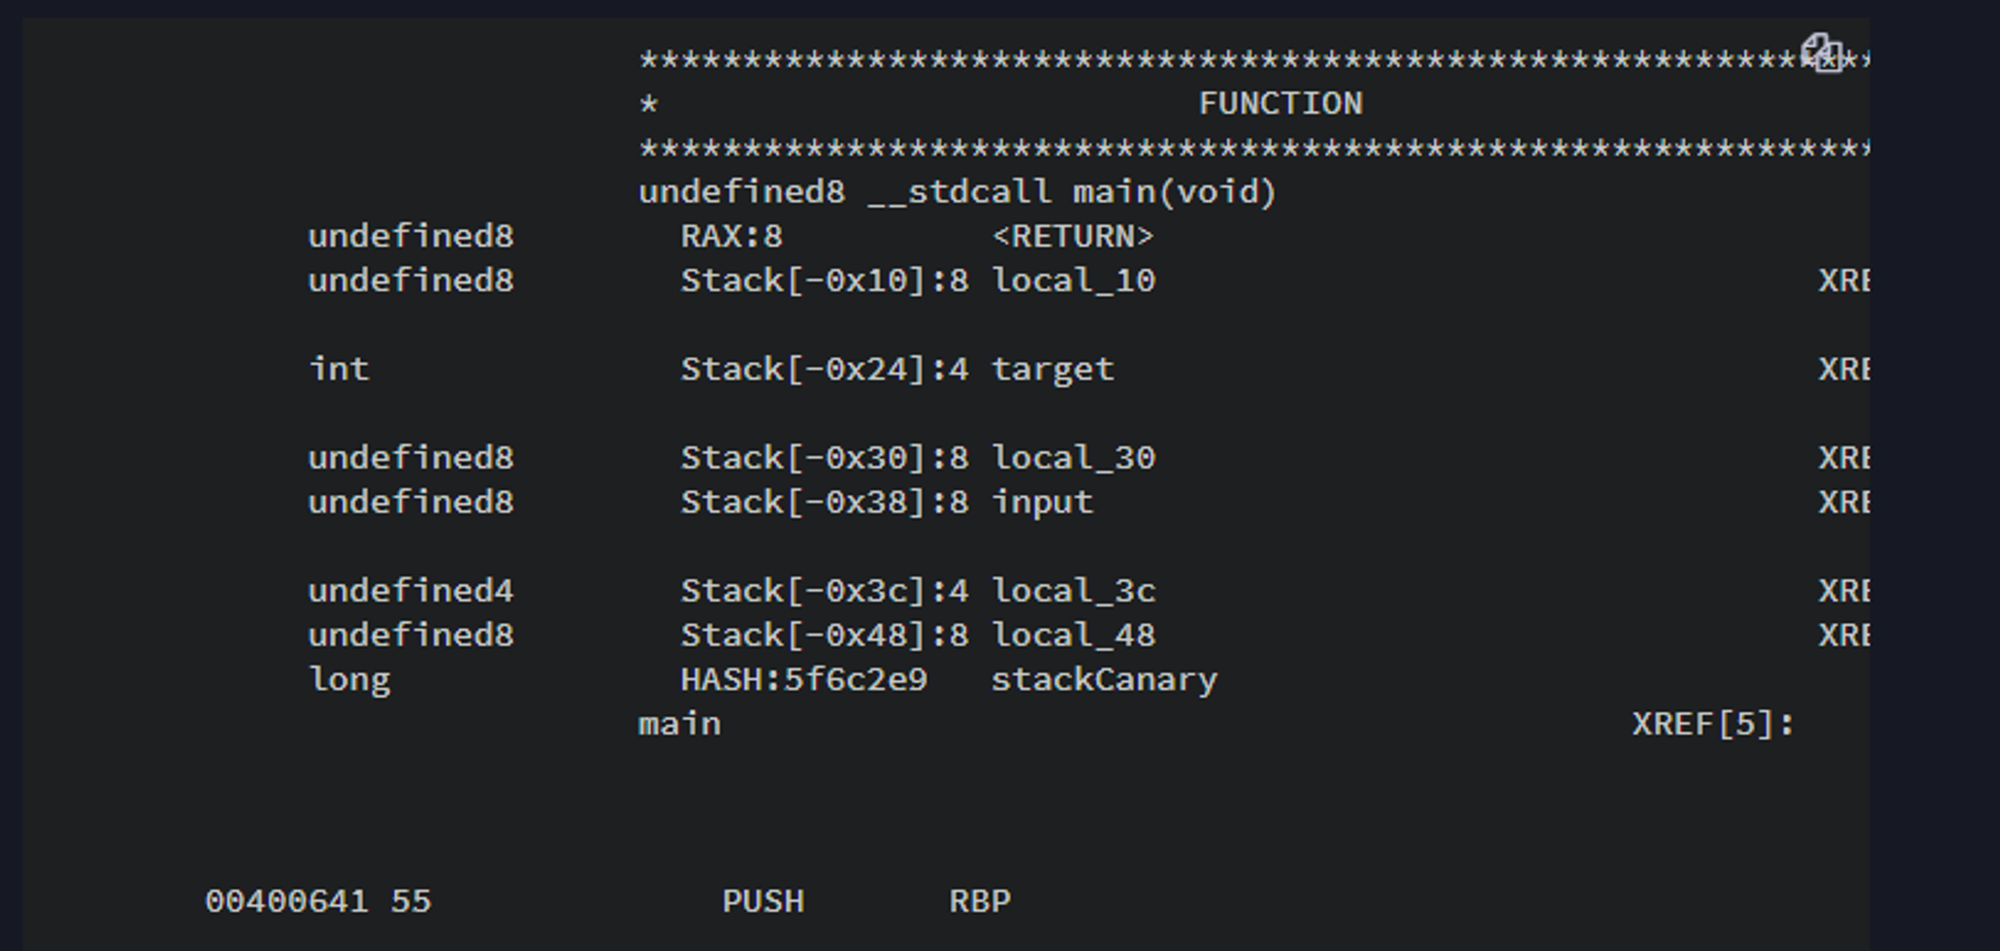 ************************************************************
* FUNCTION
************************************************************
undefined8 __stdcall main(void)
undefined8 RAX:8 <RETURN>
undefined8 Stack[-0x10]:8 local_10 XRE
int Stack[-0x24]:4 target XRE
undefined8 Stack[-0x30]:8 local_30 XRE
undefined8 Stack[-0x38]:8 input XRE
undefined4 Stack[-0x3c]:4 local_3c XRE
undefined8 Stack[-0x48]:8 local_48 XRE
long HASH:5f6c2e9 stackCanary
main XREF[5]:
00400641 55 PUSH RBP